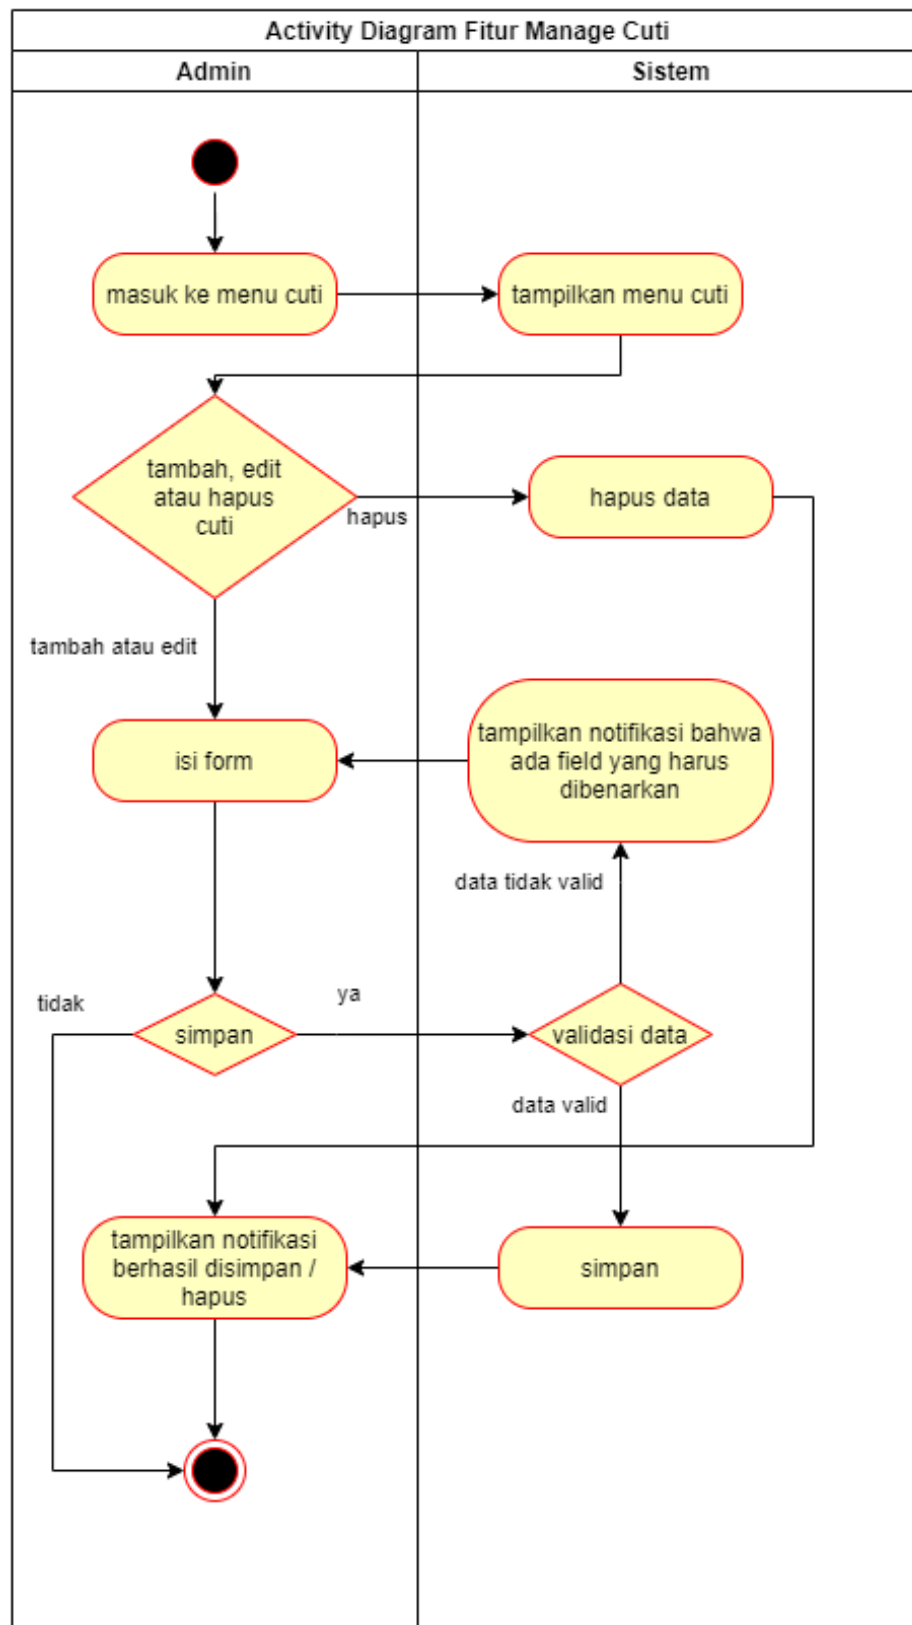 Activity Diagram Fitur Manage Cuti
Admin
Sistem
masuk ke menu cuti
tampilkan menu cuti
tambah, edit
atau hapus
cuti
hapus
hapus data
tambah atau edit
isi form
tampilkan notifikasi bahwa
ada field yang harus
dibenarkan
data tidak valid
tidak
simpan
ya
validasi data
data valid
tampilkan notifikasi
berhasil disimpan /
hapus
simpan